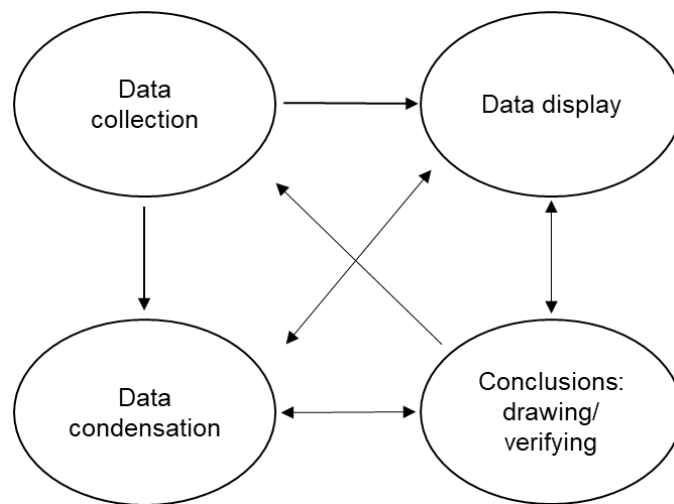 Data
collection
Data display
Data
condensation
Conclusions:
drawing/
verifying